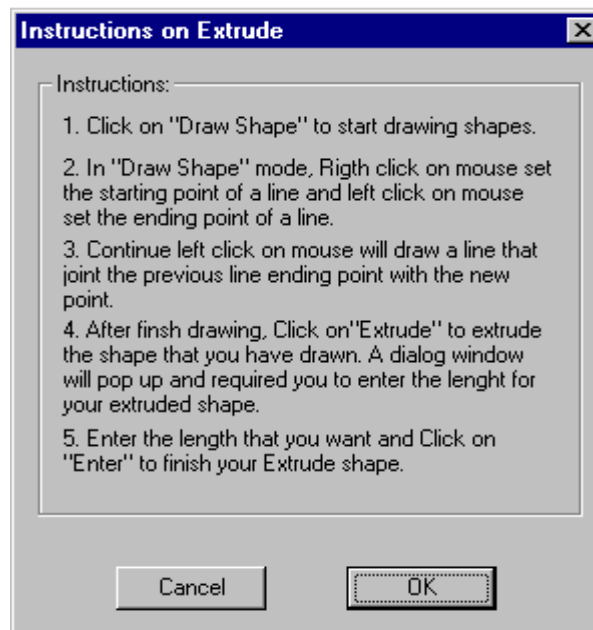 Instructions on Extrude
Instructions:
1. Click on "Draw Shape" to start drawing shapes.
2. In "Draw Shape" mode, Rigth click on mouse set
the starting point of a line and left click on mouse
set the ending point of a line.
3. Continue left click on mouse will draw a line that
joint the previous line ending point with the new
point.
4. After finsh drawing, Click on"Extrude" to extrude
the shape that you have drawn. A dialog window
will pop up and required you to enter the lenght for
your extruded shape.
5. Enter the length that you want and Click on
"Enter" to finish your Extrude shape.
Cancel OK